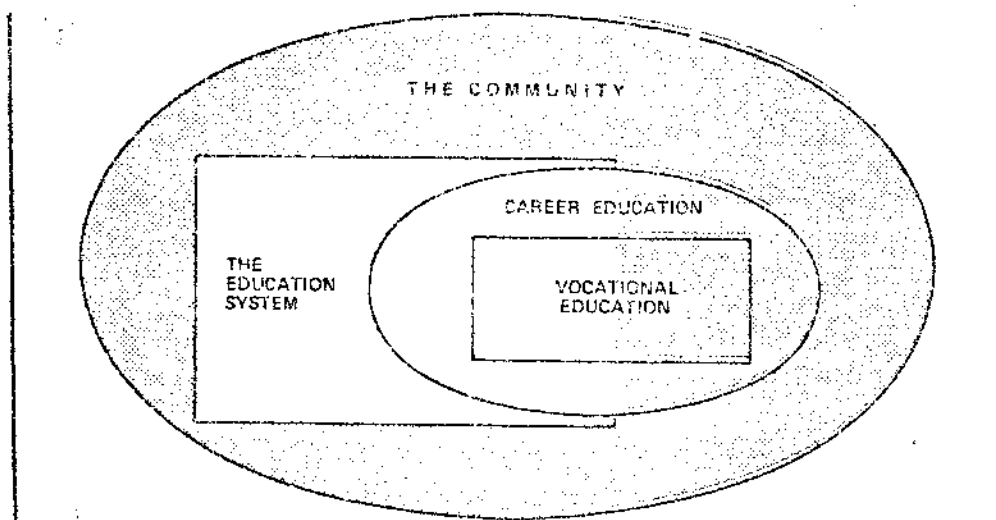 THE COMMUNITY
CAREER EDUCATION
THE
EDUCATION
SYSTEM
VOCATIONAL
EDUCATION